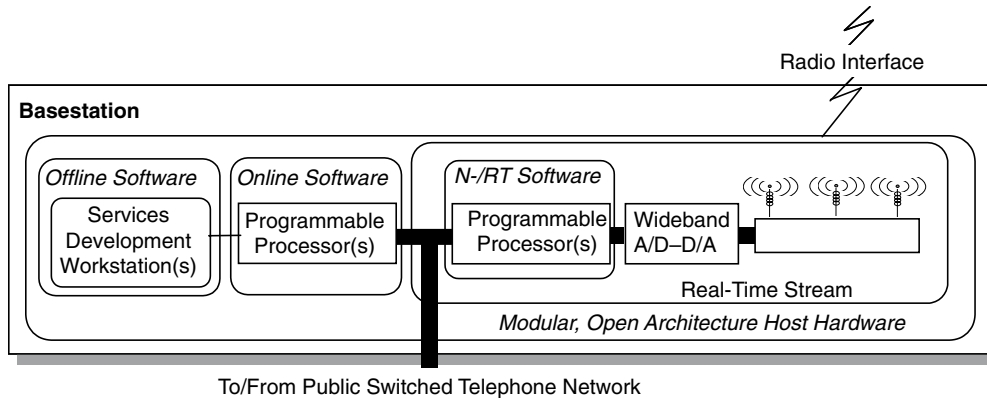 Radio Interface
Basestation
Offline Software
Services
Development
Workstation(s)
Online Software
Programmable
Processor(s)
N-/RT Software
Programmable
Processor(s)
Wideband
A/D–D/A
Real-Time Stream
Modular, Open Architecture Host Hardware
To/From Public Switched Telephone Network